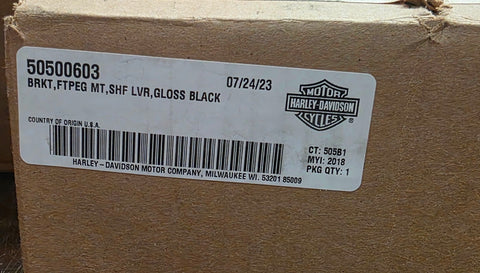 50500603
07/24/23
BRKT,FTPEG MT,SHF LVR,GLOSS BLACK
MOTOR
HARLEY-DAVIDSON
CYCLES
®
COUNTRY OF ORIGIN U.S.A.
CT: 505B1
MYI: 2018
PKG QTY: 1
HARLEY-DAVIDSON MOTOR COMPANY, MILWAUKEE WI. 53201 85009